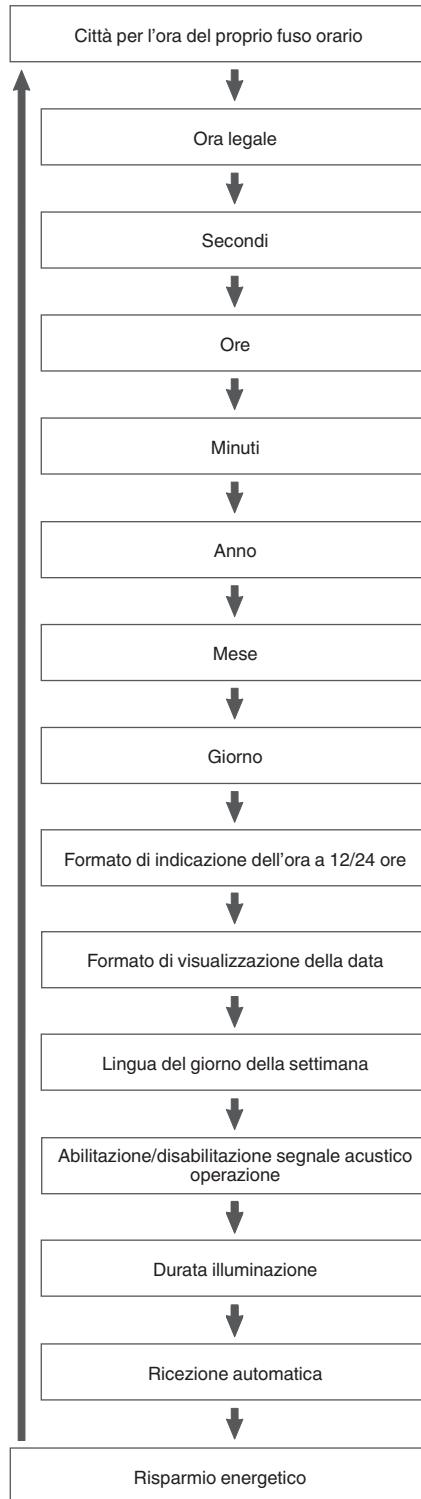 Città per l’ora del proprio fuso orario
Ora legale
Secondi
Ore
Minuti
Anno
Mese
Giorno
Formato di indicazione dell’ora a 12/24 ore
Formato di visualizzazione della data
Lingua del giorno della settimana
Abilitazione/disabilitazione segnale acustico
operazione
Durata illuminazione
Ricezione automatica
Risparmio energetico